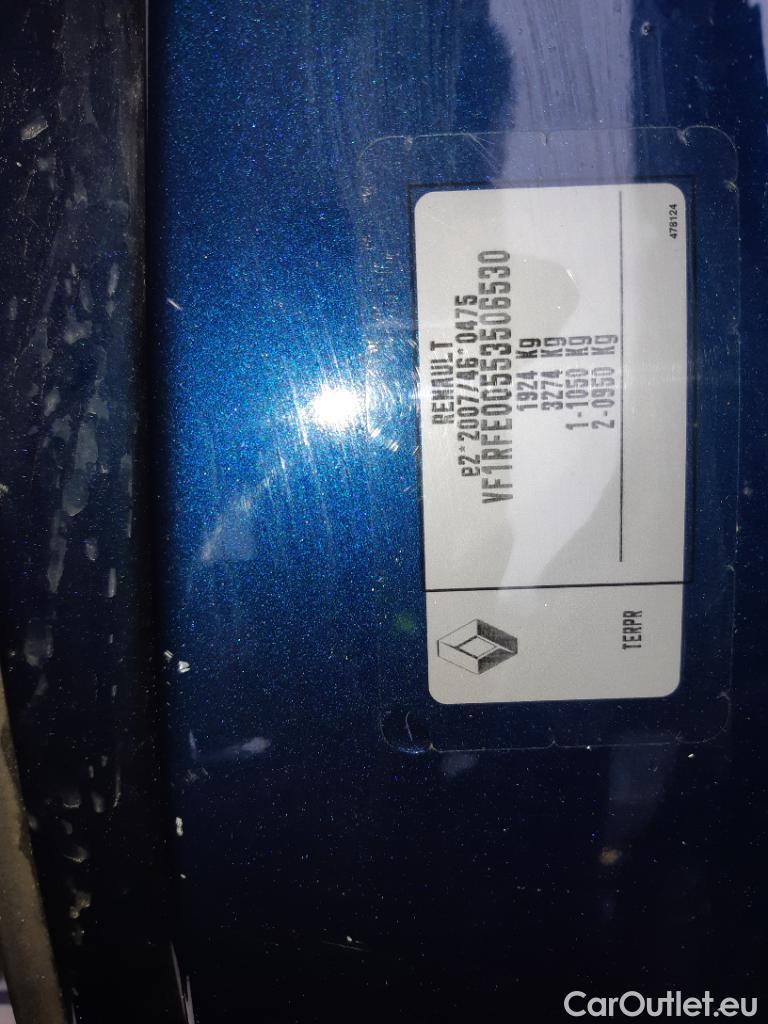 RENAULT
e2*2007/46*0475
VF1RFE00553506530
1924 Kg
3274 Kg
1-1050 Kg
2-0950 Kg
478124
TERPR
CarOutlet.eu